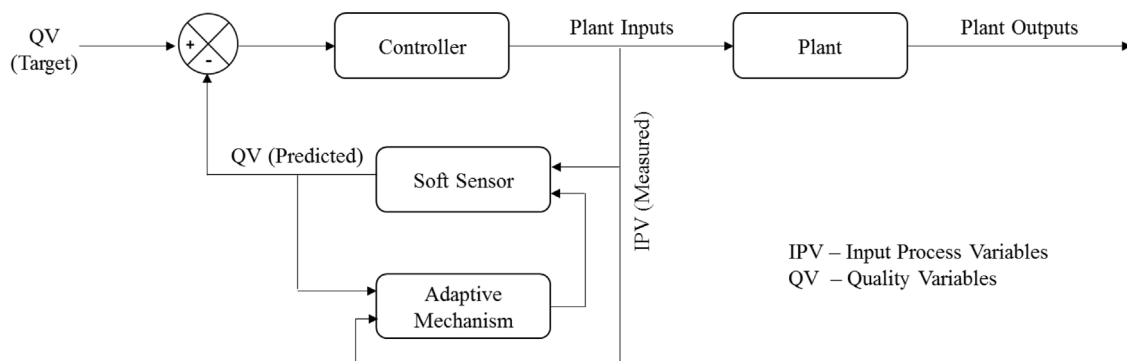 QV
(Target)
+
-
Controller
Plant Inputs
Plant
Plant Outputs
QV (Predicted)
Soft Sensor
IPV (Measured)
Adaptive
Mechanism
IPV – Input Process Variables
QV – Quality Variables